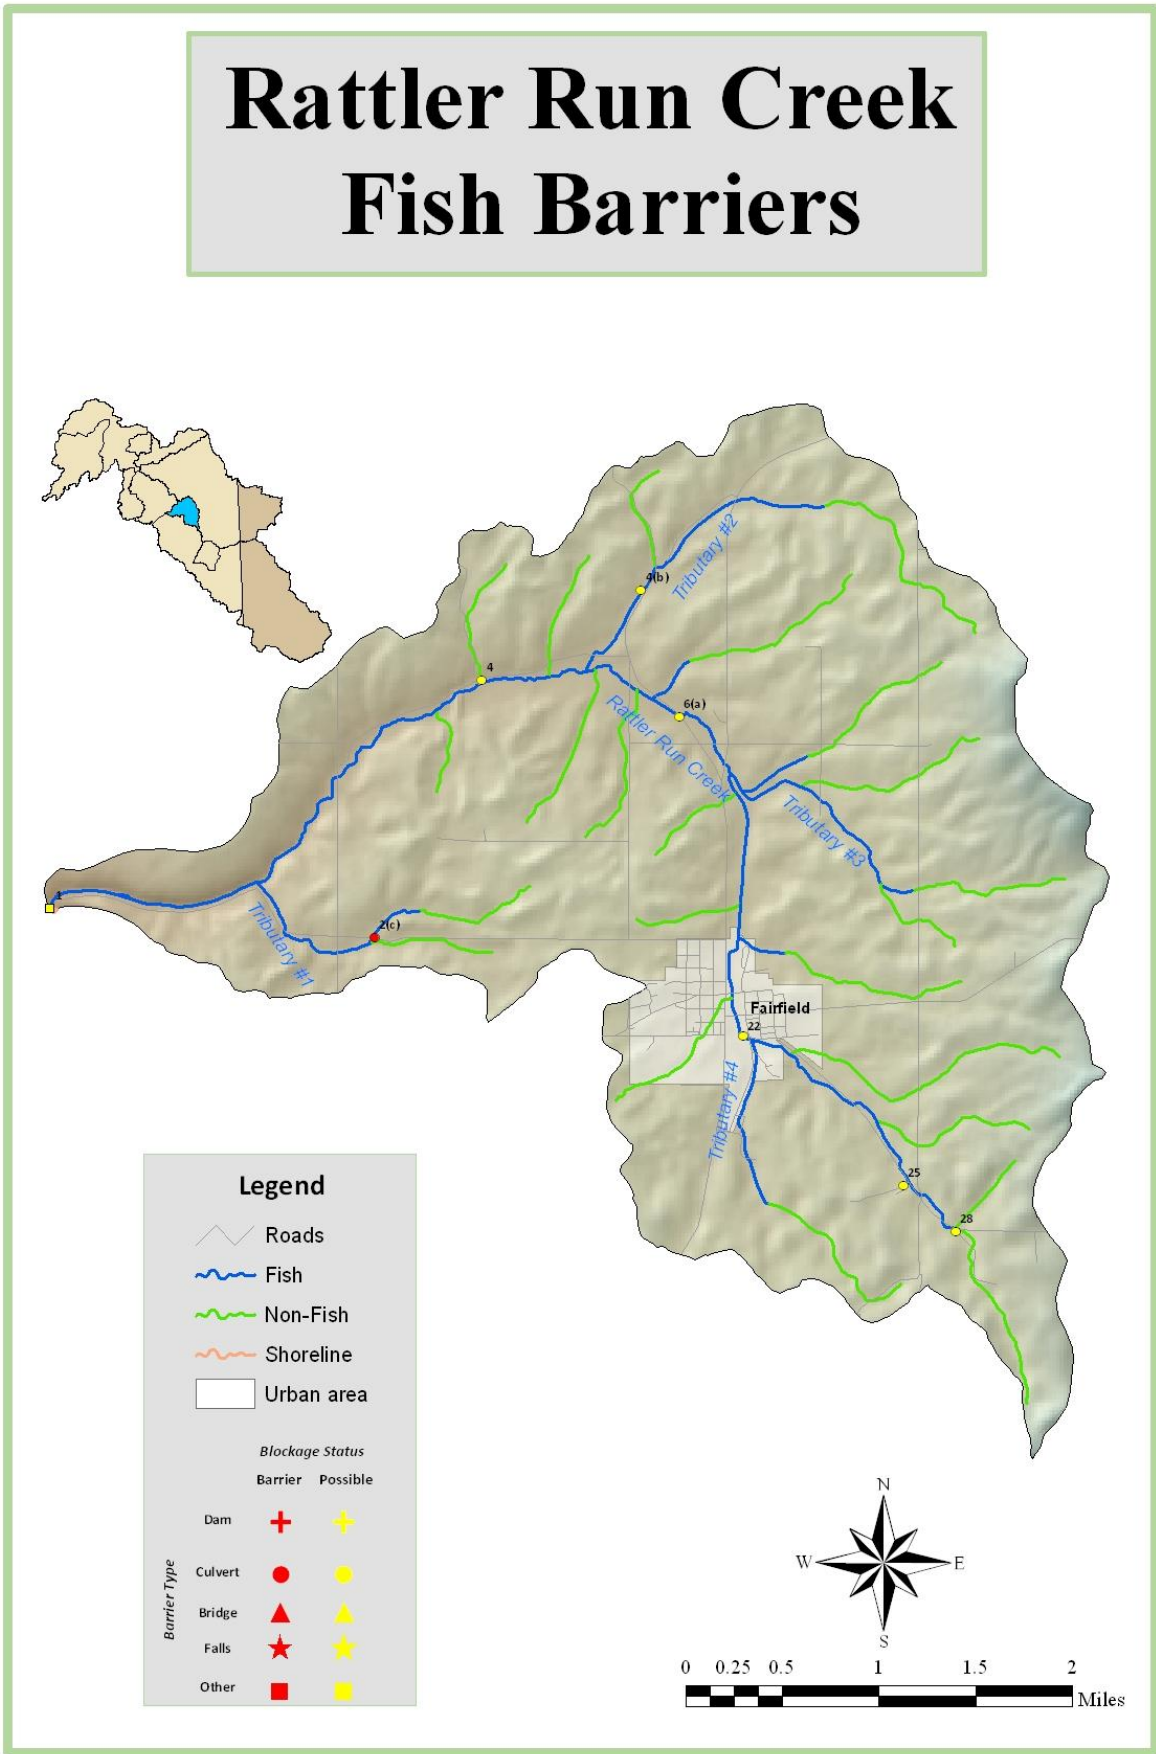 Rattler Run Creek
Fish Barriers
Tributary #2
4(b)
4
6(a)
Rattler Run Creek
Tributary #3
1
2(c)
Tributary #1
Fairfield
22
Tributary #4
25
28
Legend
Roads
Fish
Non-Fish
Shoreline
Urban area
Blockage Status
Barrier Possible
Barrier Type
Dam
Culvert
Bridge
Falls
Other
N
W E
S
0 0.25 0.5 1 1.5 2
Miles